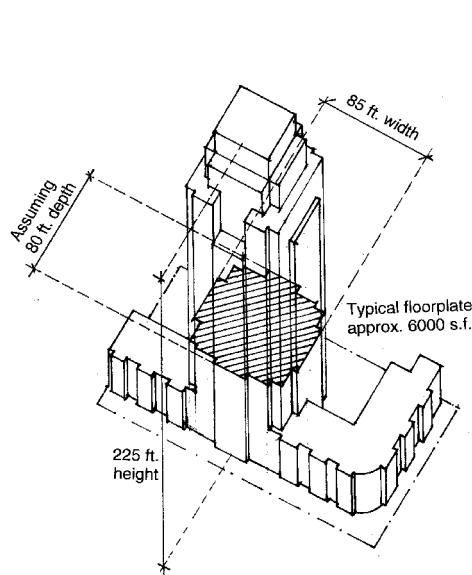 85 ft. width
Assuming
80 ft. depth
Typical floorplate
approx. 6000 s.f.
225 ft.
height